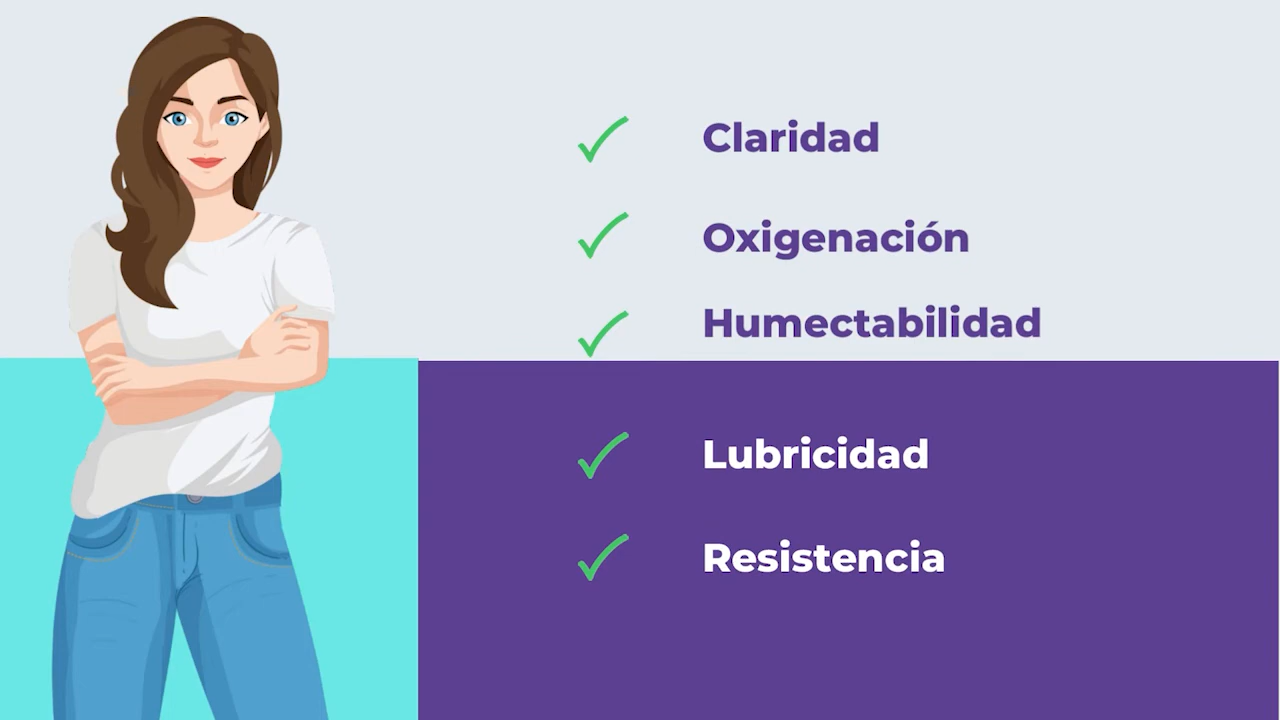 Claridad
Oxigenación
Humectabilidad
Lubricidad
Resistencia